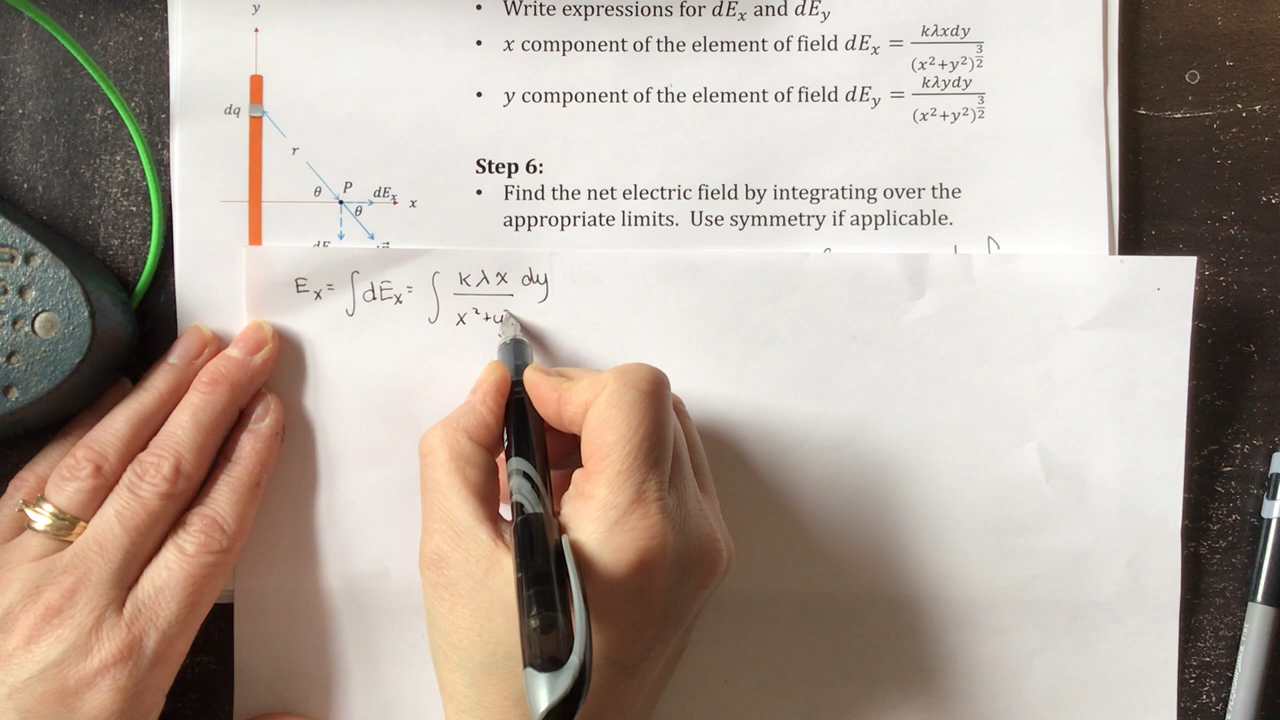 y
dq
r
θ
P
dEx
x
θ
dE
• Write expressions for dEx and dEy
• x component of the element of field dEx = kλxdy / (x²+y²)^(3/2)
• y component of the element of field dEy = kλydy / (x²+y²)^(3/2)
Step 6:
• Find the net electric field by integrating over the
appropriate limits. Use symmetry if applicable.
Ex = ∫dEx = ∫ kλx dy / x²+y